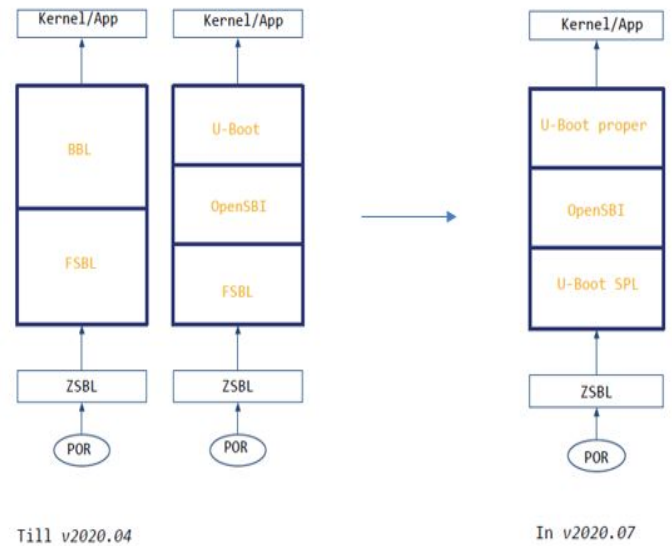 Kernel/App
BBL
FSBL
ZSBL
POR
Kernel/App
U-Boot
OpenSBI
FSBL
ZSBL
POR
Till v2020.04
Kernel/App
U-Boot proper
OpenSBI
U-Boot SPL
ZSBL
POR
In v2020.07